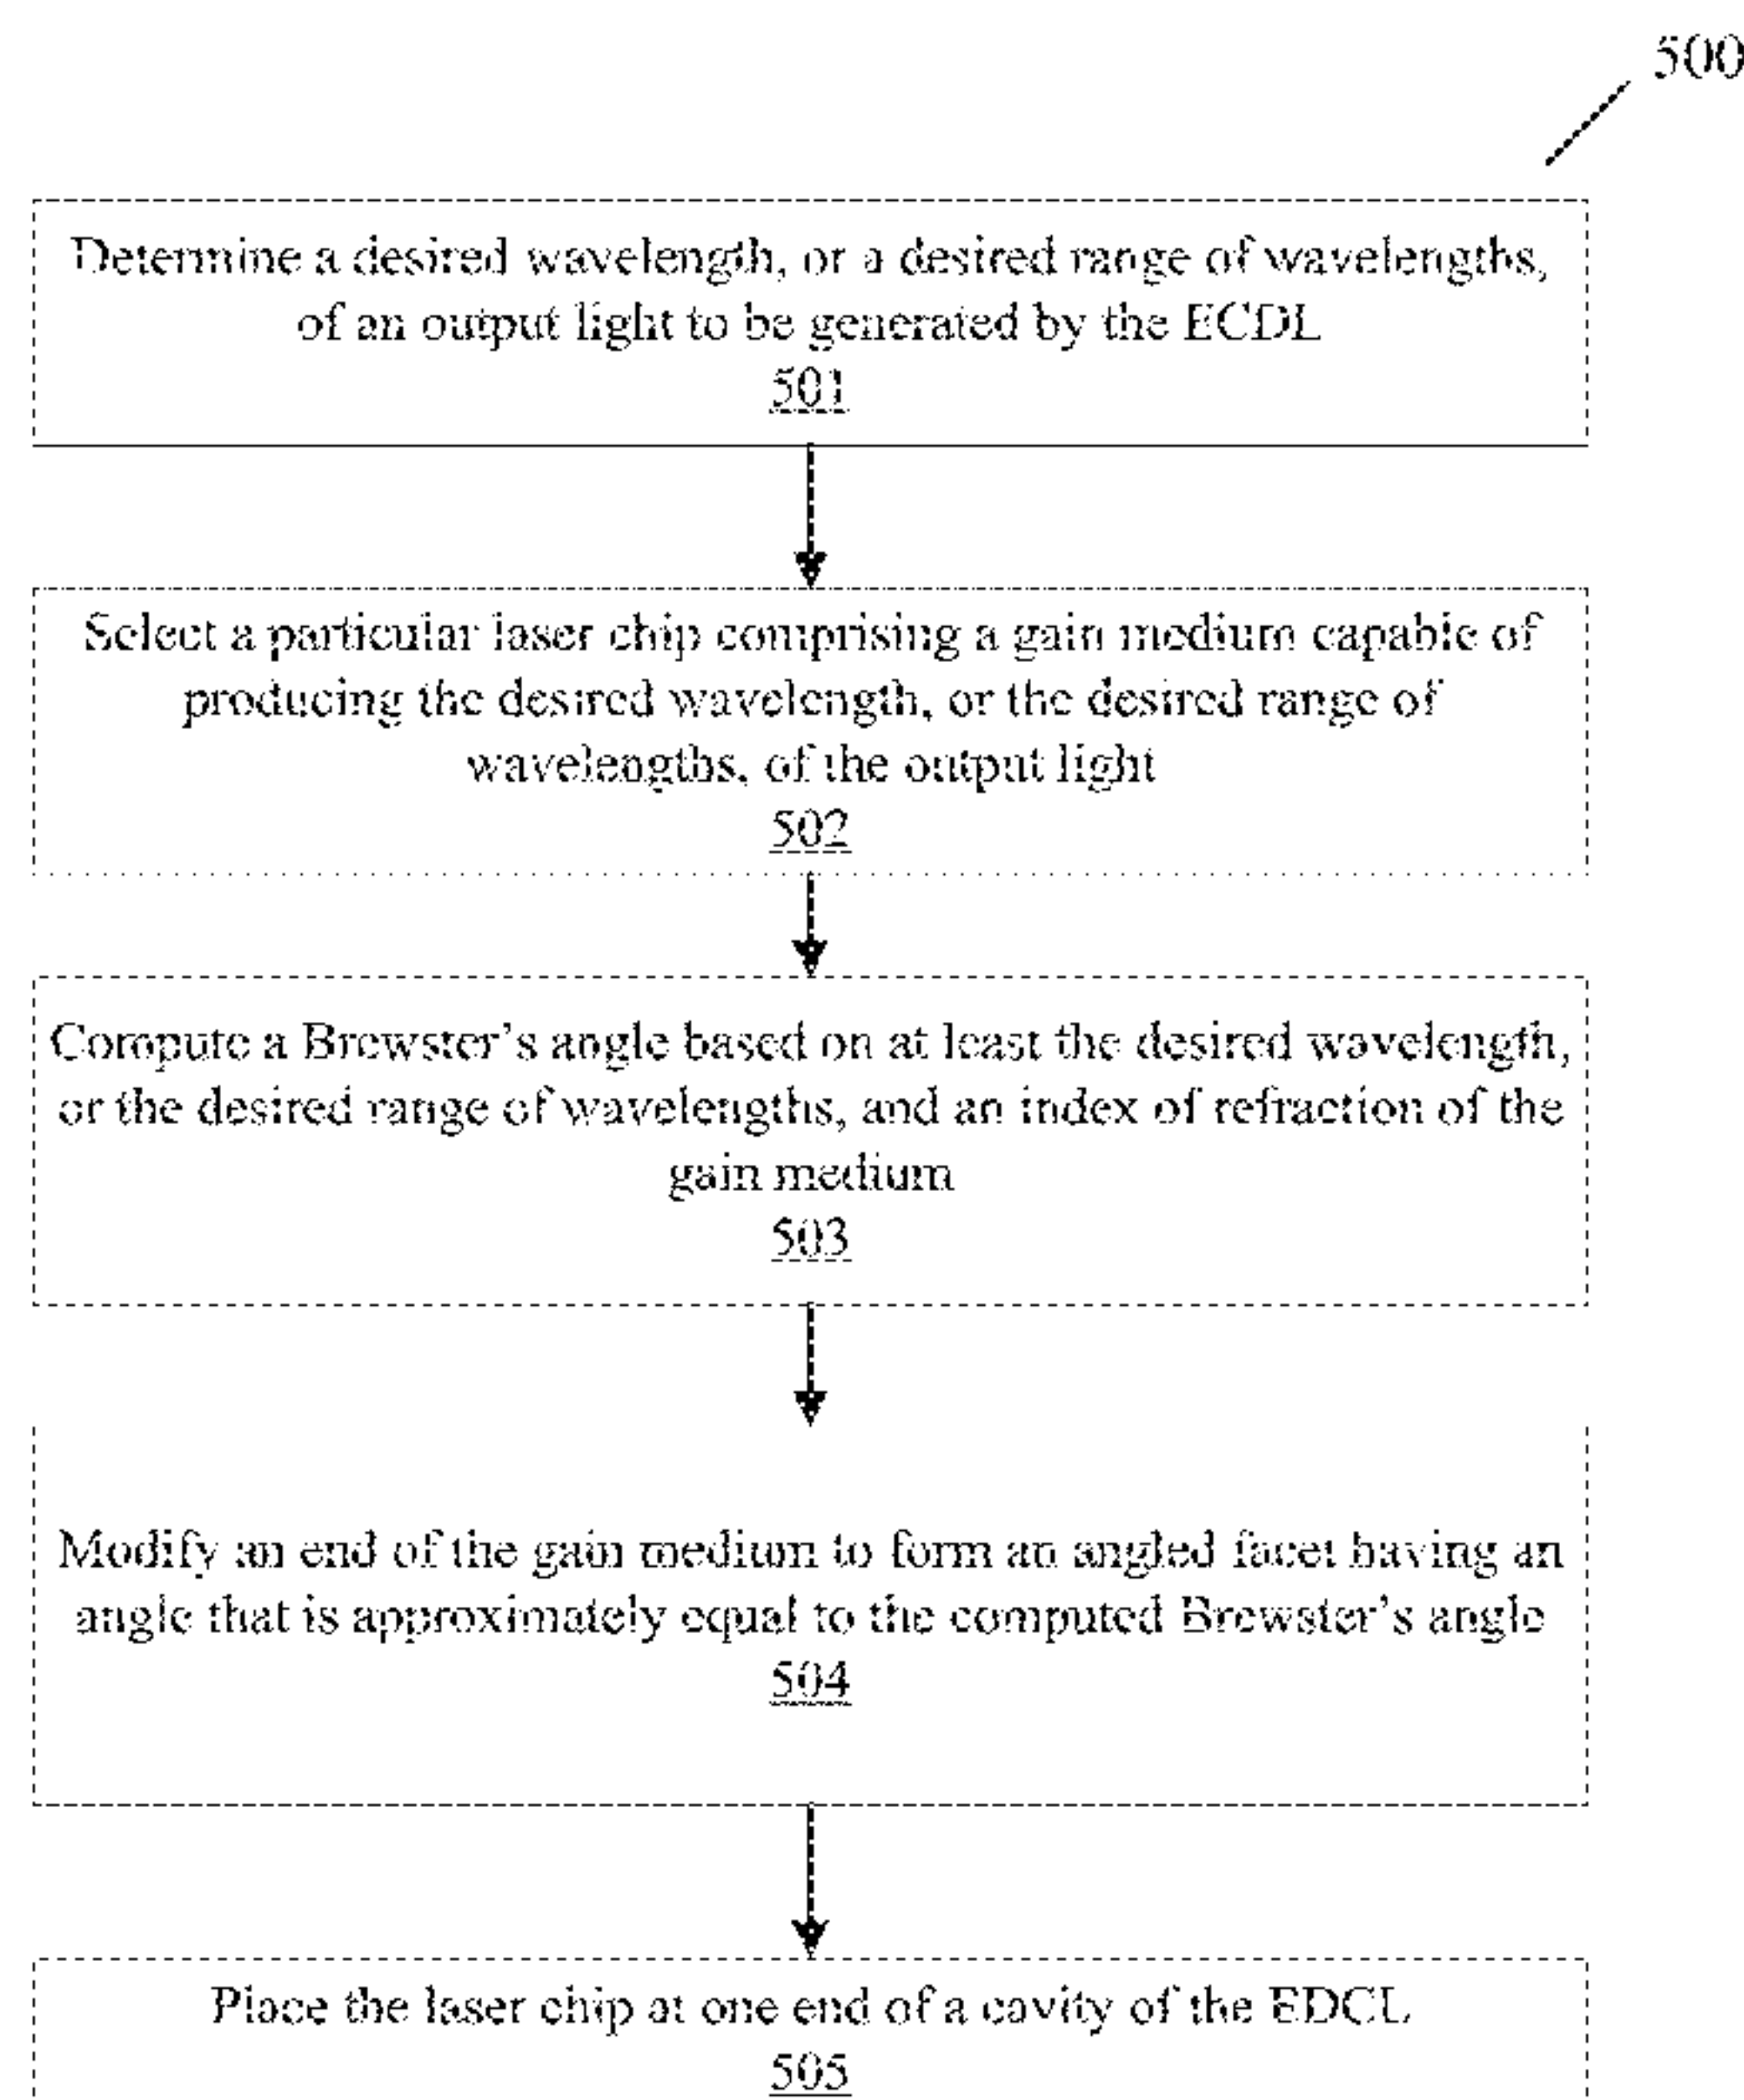 500
Determine a desired wavelength, or a desired range of wavelengths,
of an output light to be generated by the ECDL
501
Select a particular laser chip comprising a gain medium capable of
producing the desired wavelength, or the desired range of
wavelengths, of the output light
502
Compute a Brewster's angle based on at least the desired wavelength,
or the desired range of wavelengths, and an index of refraction of the
gain medium
503
Modify an end of the gain medium to form an angled facet having an
angle that is approximately equal to the computed Brewster's angle
504
Place the laser chip at one end of a cavity of the EDCL
505